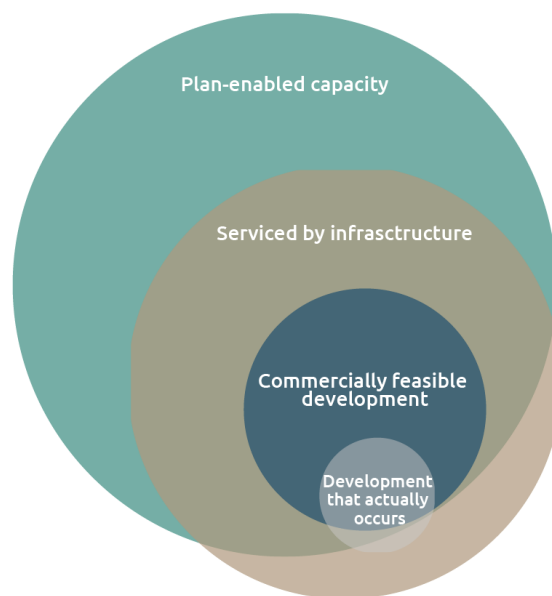 Plan-enabled capacity
Serviced by infrasctructure
Commercially feasible
development
Development
that actually
occurs